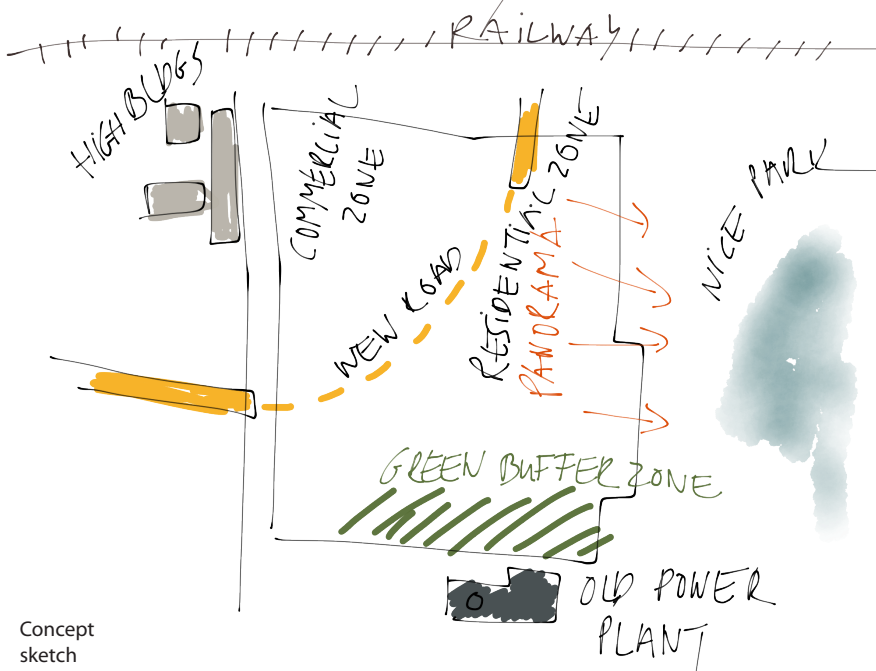 RAILWAY
HIGH BLDGS
COMMERCIAL
ZONE
RESIDENTIAL ZONE
PANORAMA
NICE PARK
NEW ROAD
GREEN BUFFER ZONE
OLD POWER
PLANT
Concept
sketch